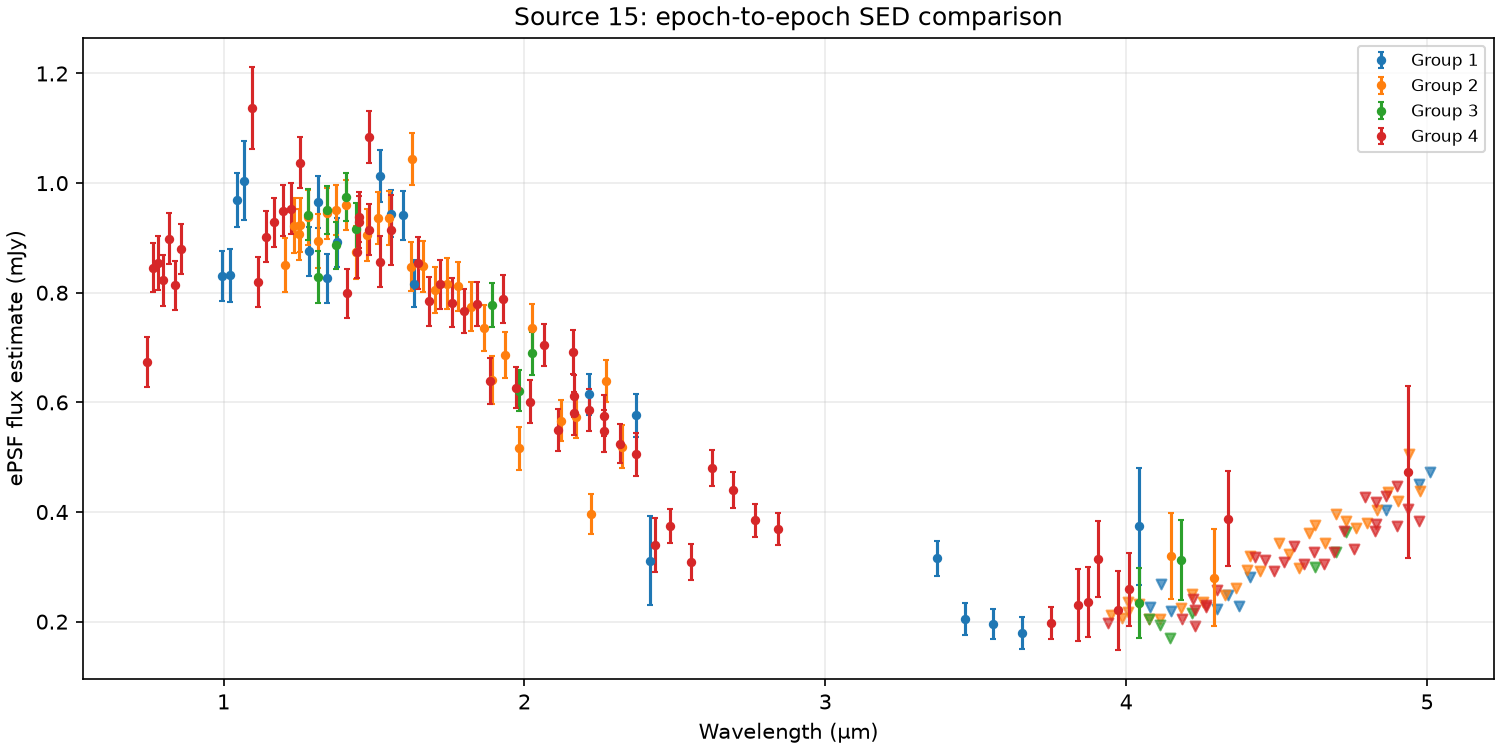 Source 15: epoch-to-epoch SED comparison
Group 1
Group 2
Group 3
Group 4
ePSF flux estimate (mJy)
1.2
1.0
0.8
0.6
0.4
0.2
1 2 3 4 5
Wavelength (μm)